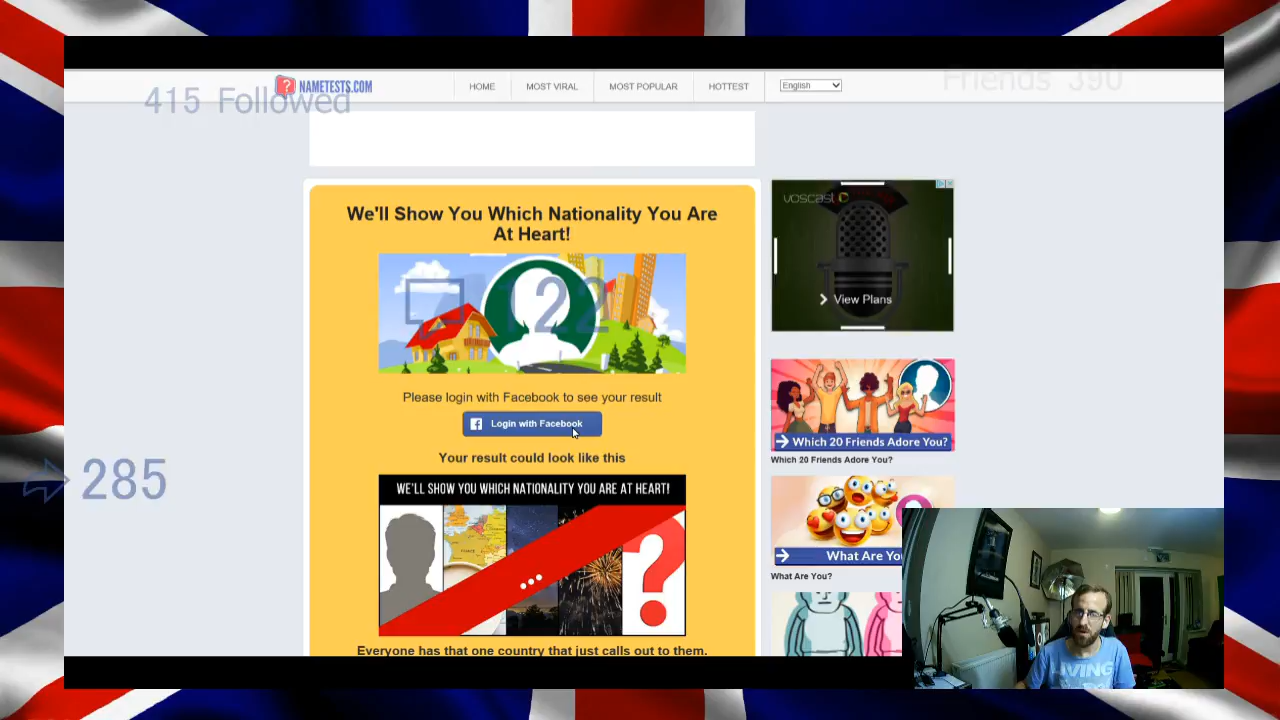 NAMETESTS.COM
HOME
MOST VIRAL
MOST POPULAR
HOTTEST
English
Friends 390
415 Followed
We'll Show You Which Nationality You Are
At Heart!
voscast
View Plans
122
Please login with Facebook to see your result
Login with Facebook
Which 20 Friends Adore You?
Which 20 Friends Adore You?
Your result could look like this
285
WE'LL SHOW YOU WHICH NATIONALITY YOU ARE AT HEART!
What Are Yo
What Are You?
Everyone has that one country that just calls out to them.
LIVING